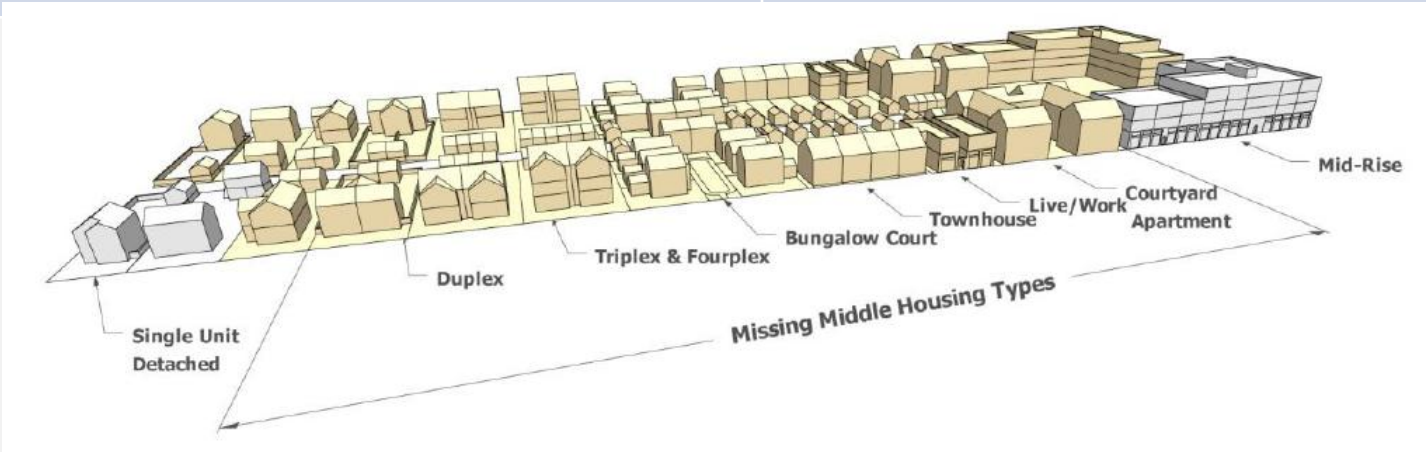 Single Unit
Detached
Duplex
Triplex & Fourplex
Bungalow Court
Townhouse
Live/Work
Courtyard
Apartment
Mid-Rise
Missing Middle Housing Types